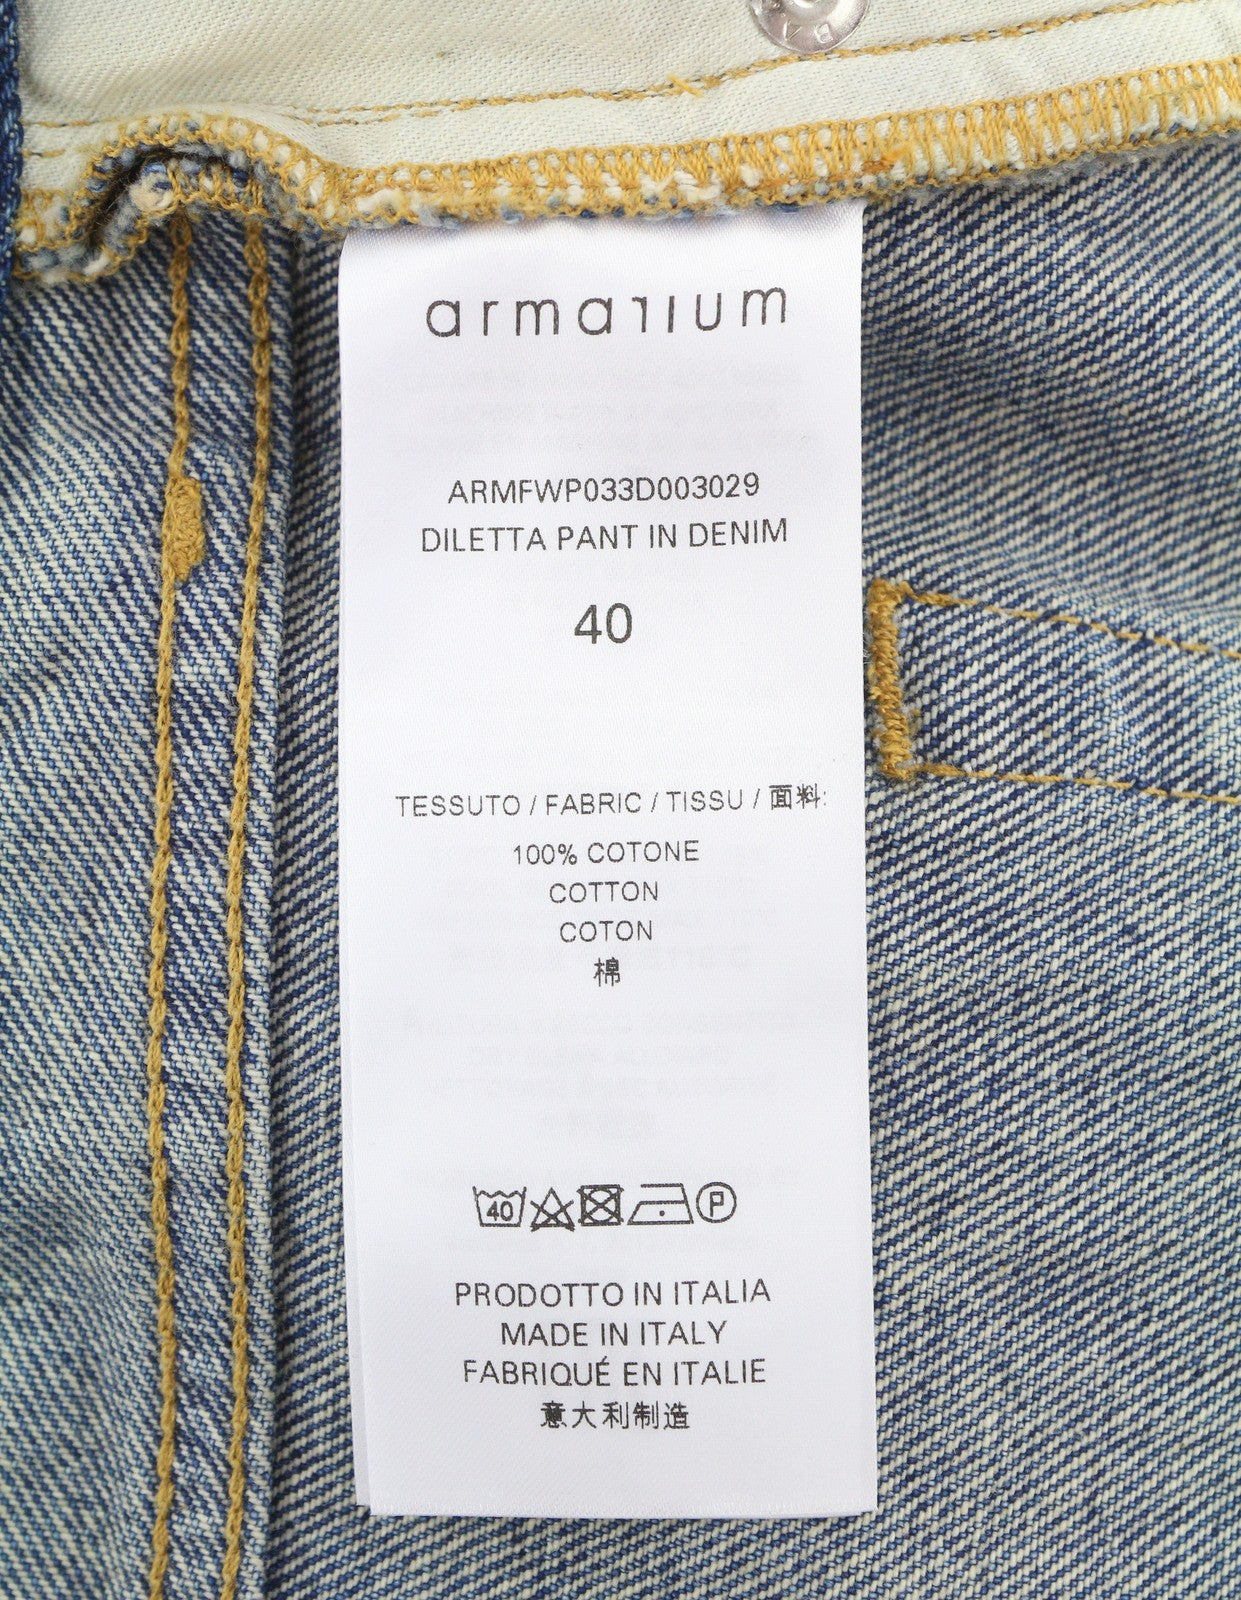 armarium
ARMFWP033D003029
DILETTA PANT IN DENIM
40
TESSUTO / FABRIC / TISSU / 面料:
100% COTONE
COTTON
COTON
棉
40 P
PRODOTTO IN ITALIA
MADE IN ITALY
FABRIQUÉ EN ITALIE
意大利制造